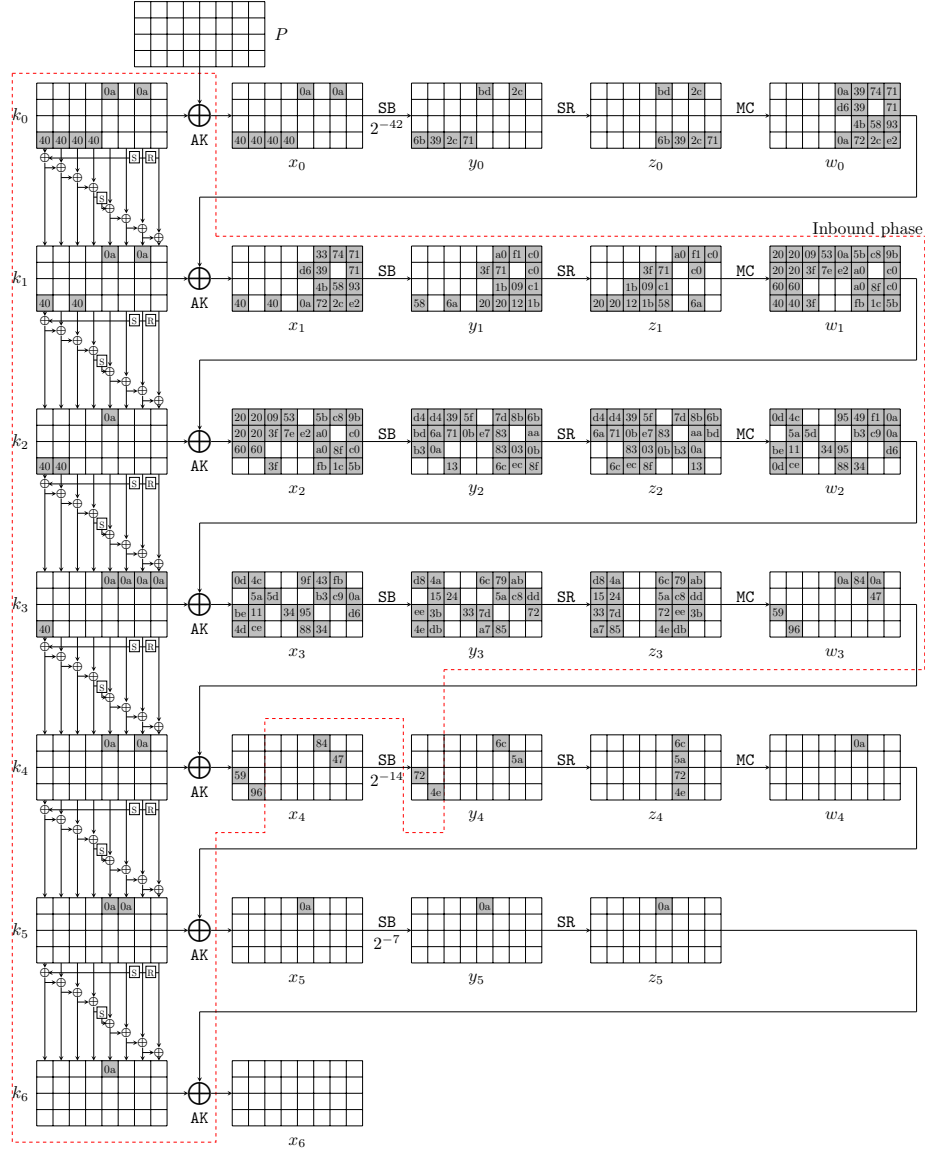 P
0a 0a 0a 0a bd 2c bd 2c 0a 39 74 71
k0 SB SR MC d6 39 71
2^{-42} 4b 58 93
40 40 40 40 AK 40 40 40 40 6b 39 2c 71 6b 39 2c 71 0a 72 2c e2
x0 y0 z0 w0
S R
S
Inbound phase
0a 0a 33 74 71 a0 f1 c0 a0 f1 c0 20 20 09 53 0a 5b c8 9b
k1 d6 39 71 SB 3f 71 c0 SR 3f 71 c0 MC 20 20 3f 7e e2 a0 c0
4b 58 93 1b 09 c1 1b 09 c1 60 60 a0 8f c0
40 40 AK 40 40 0a 72 2c e2 58 6a 20 20 12 1b 20 20 12 1b 58 6a 40 40 3f fb 1c 5b
x1 y1 z1 w1
S R
S
0a 20 20 09 53 5b c8 9b d4 d4 39 5f 7d 8b 6b d4 d4 39 5f 7d 8b 6b 0d 4c 95 49 f1 0a
k2 20 20 3f 7e e2 a0 c0 SB bd 6a 71 0b e7 83 aa SR 6a 71 0b e7 83 aa bd MC 5a 5d b3 c9 0a
60 60 a0 8f c0 b3 0a 83 03 0b 83 03 0b b3 0a be 11 34 95 d6
40 40 AK 3f fb 1c 5b 13 6c ec 8f 6c ec 8f 13 0d ce 88 34
x2 y2 z2 w2
S R
S
0a 0a 0a 0a 0d 4c 9f 43 fb d8 4a 6c 79 ab d8 4a 6c 79 ab 0a 84 0a
k3 5a 5d b3 c9 0a SB 15 24 5a c8 dd SR 15 24 5a c8 dd MC 47
be 11 34 95 d6 ee 3b 33 7d 72 33 7d 72 ee 3b 59
40 AK 4d ce 88 34 4e db a7 85 a7 85 4e db 96
x3 y3 z3 w3
S R
S
0a 0a 84 6c 6c 0a
k4 47 SB 5a SR 5a MC
59 2^{-14} 72 72
AK 96 4e 4e
x4 y4 z4 w4
S R
S
0a 0a 0a 0a 0a
k5 SB SR
2^{-7}
AK
x5 y5 z5
S R
S
0a
k6
AK
x6